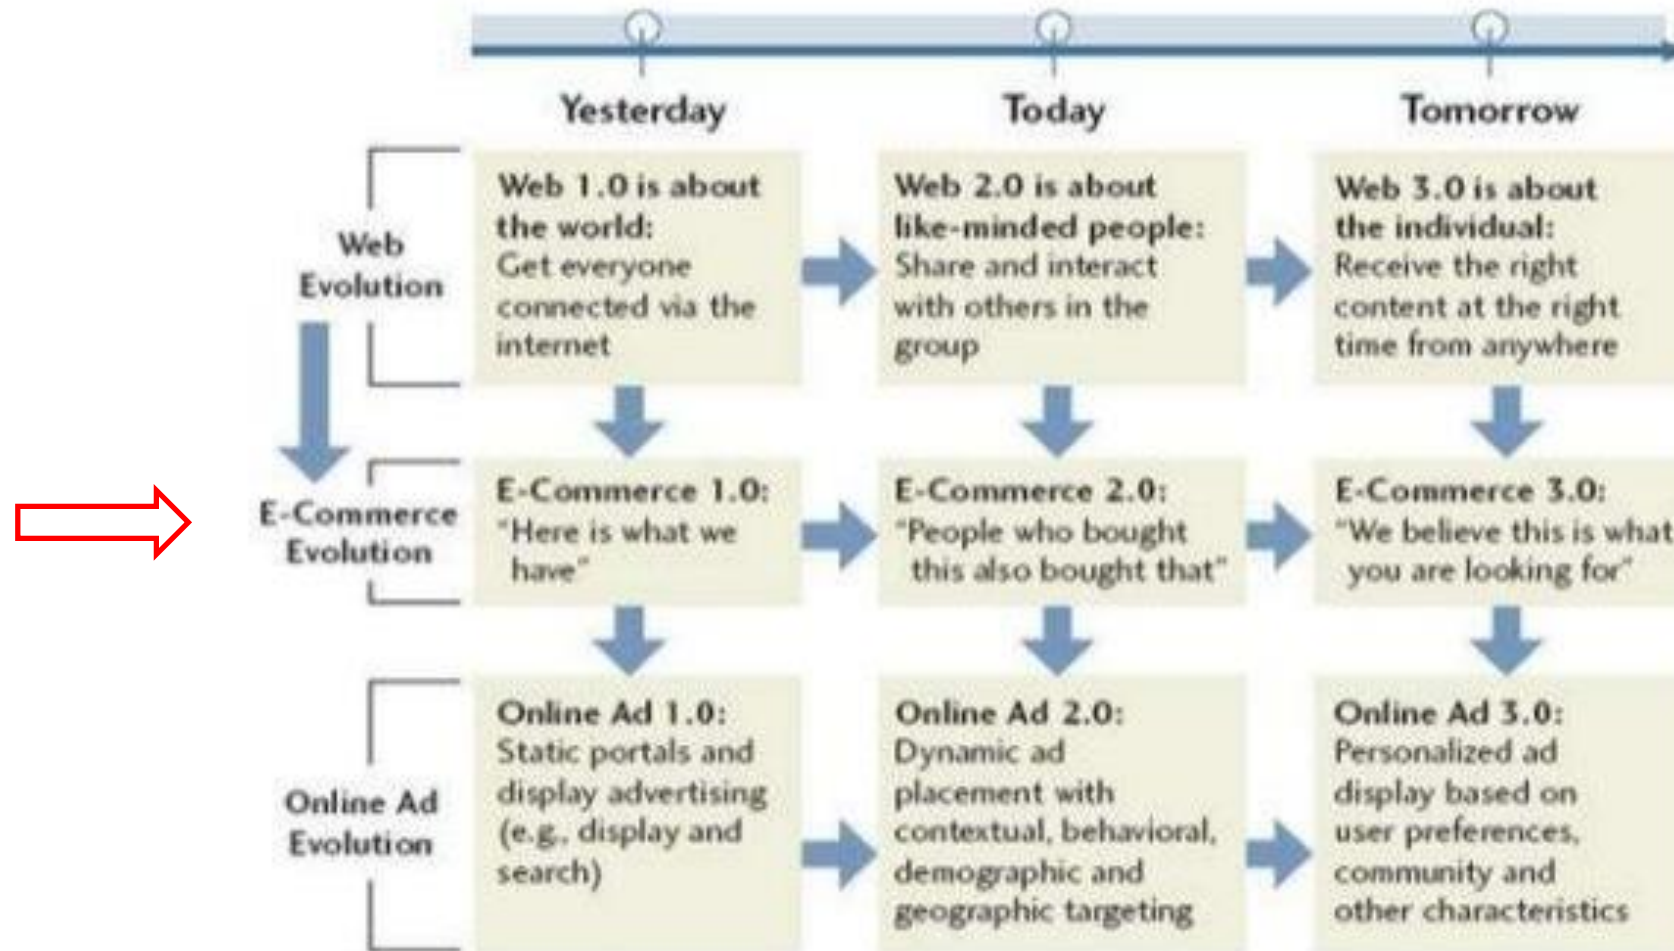 Yesterday
Today
Tomorrow
Web
Evolution
Web 1.0 is about
the world:
Get everyone
connected via the
internet
Web 2.0 is about
like-minded people:
Share and interact
with others in the
group
Web 3.0 is about
the individual:
Receive the right
content at the right
time from anywhere
E-Commerce
Evolution
E-Commerce 1.0:
"Here is what we
have"
E-Commerce 2.0:
"People who bought
this also bought that"
E-Commerce 3.0:
"We believe this is what
you are looking for"
Online Ad
Evolution
Online Ad 1.0:
Static portals and
display advertising
(e.g., display and
search)
Online Ad 2.0:
Dynamic ad
placement with
contextual, behavioral,
demographic and
geographic targeting
Online Ad 3.0:
Personalized ad
display based on
user preferences,
community and
other characteristics